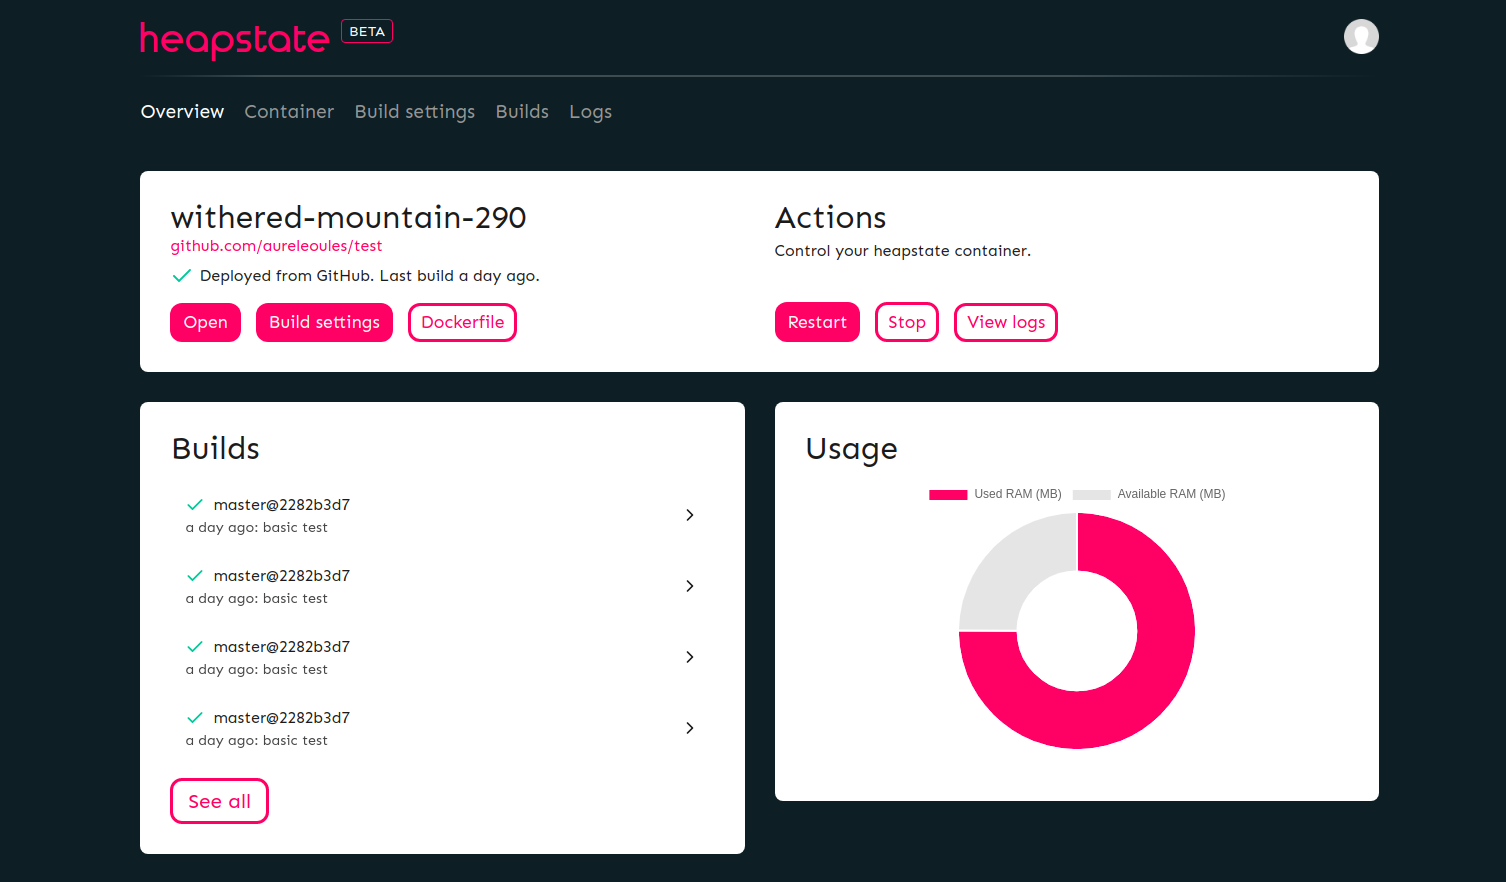 heapstate BETA
Overview Container Build settings Builds Logs
withered-mountain-290
github.com/aureleoules/test
Deployed from GitHub. Last build a day ago.
Open Build settings Dockerfile
Actions
Control your heapstate container.
Restart Stop View logs
Builds
master@2282b3d7
a day ago: basic test
master@2282b3d7
a day ago: basic test
master@2282b3d7
a day ago: basic test
master@2282b3d7
a day ago: basic test
See all
Usage
Used RAM (MB) Available RAM (MB)